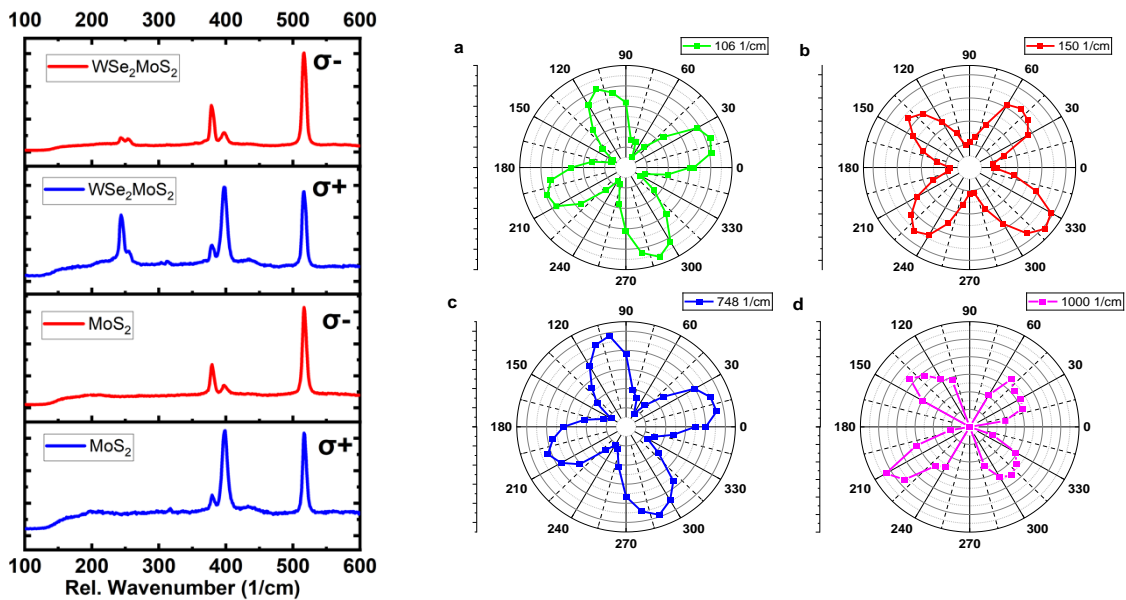 100 200 300 400 500 600
WSe₂MoS₂ σ-
WSe₂MoS₂ σ+
MoS₂ σ-
MoS₂ σ+
100 200 300 400 500 600
Rel. Wavenumber (1/cm)
a
106 1/cm
90
120 60
150 30
180 0
210 330
240 300
270
b
150 1/cm
90
120 60
150 30
180 0
210 330
240 300
270
c
748 1/cm
90
120 60
150 30
180 0
210 330
240 300
270
d
1000 1/cm
90
120 60
150 30
180 0
210 330
240 300
270